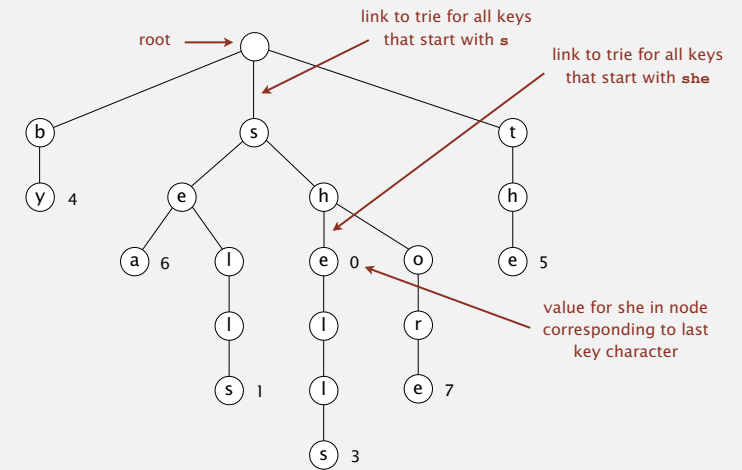 link to trie for all keys
that start with s
root
link to trie for all keys
that start with she
b
s
t
y 4
e
h
h
a 6
l
e 0
o
e 5
l
l
r
value for she in node
corresponding to last
key character
s 1
l
e 7
s 3